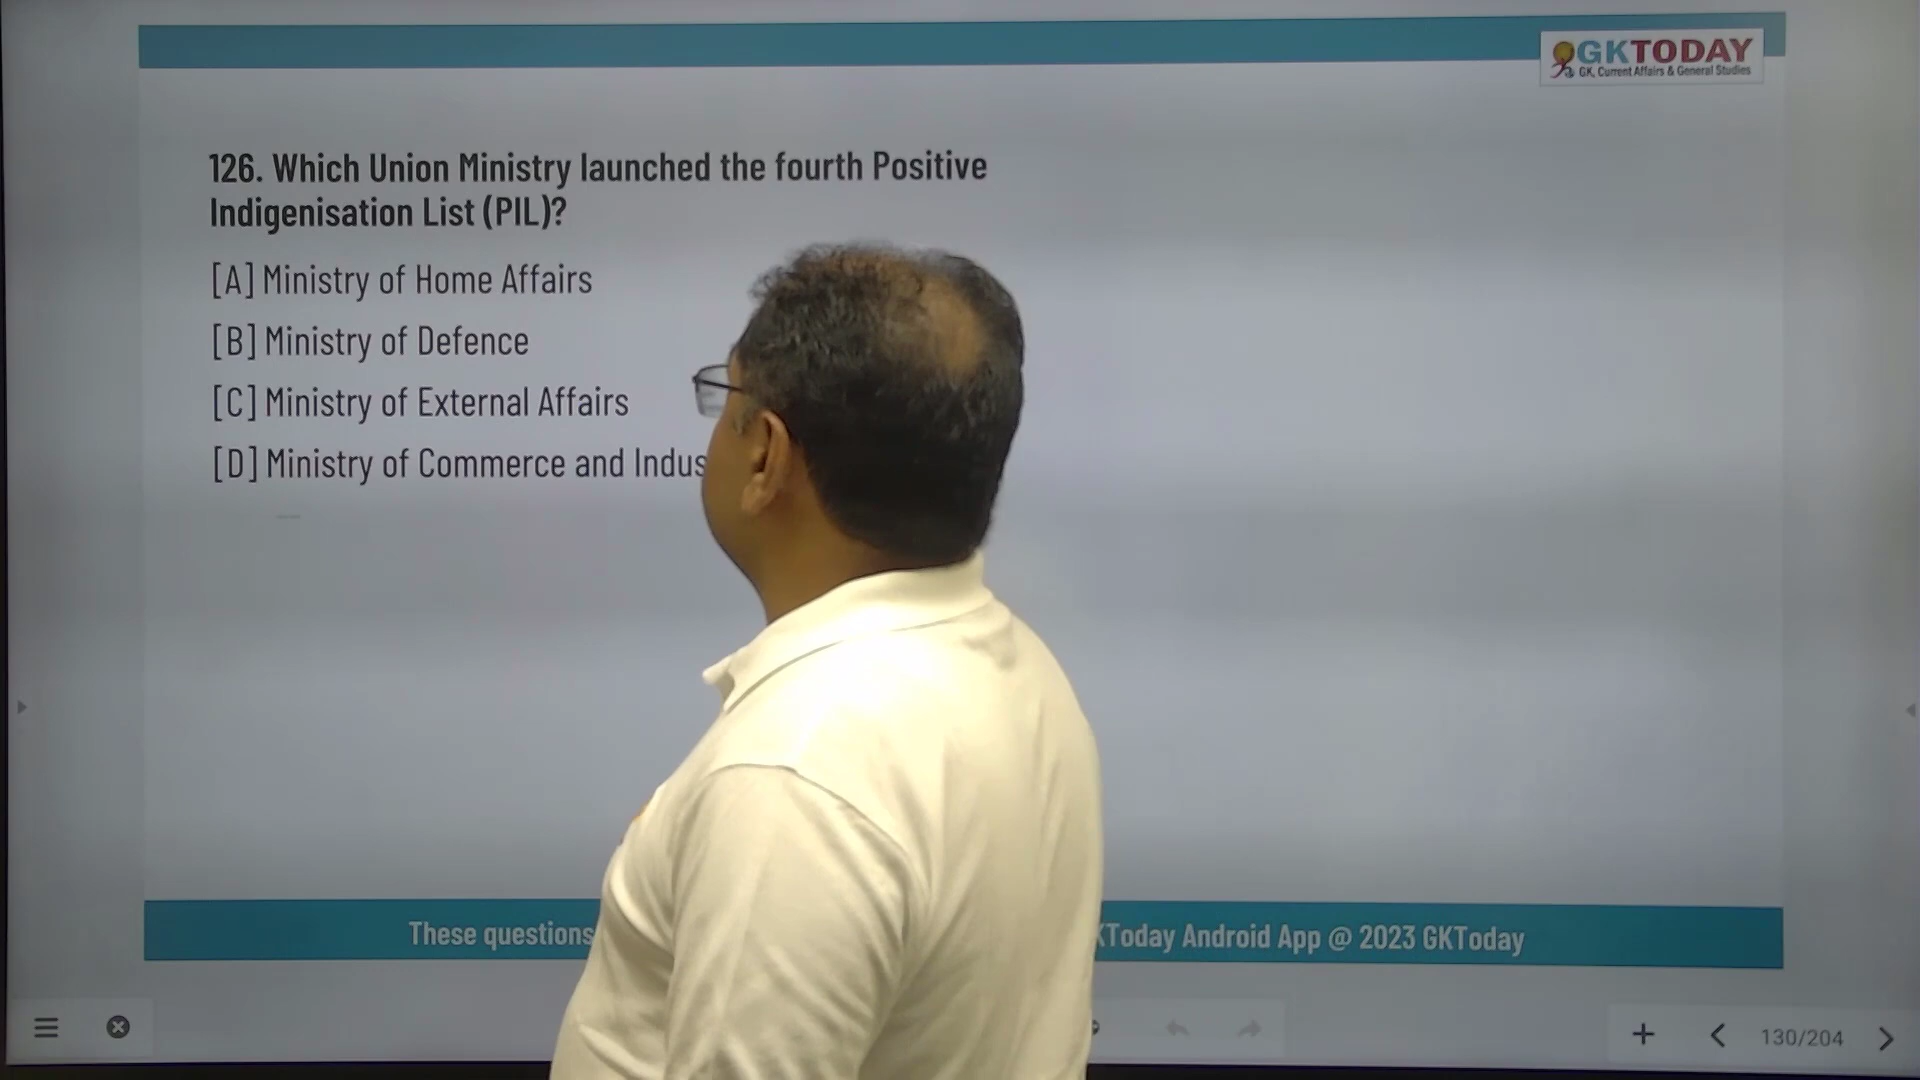 GKTODAY
GK, Current Affairs & General Studies
126. Which Union Ministry launched the fourth Positive
Indigenisation List (PIL)?
[A] Ministry of Home Affairs
[B] Ministry of Defence
[C] Ministry of External Affairs
[D] Ministry of Commerce and Indus
These questions KToday Android App @ 2023 GKToday
130/204